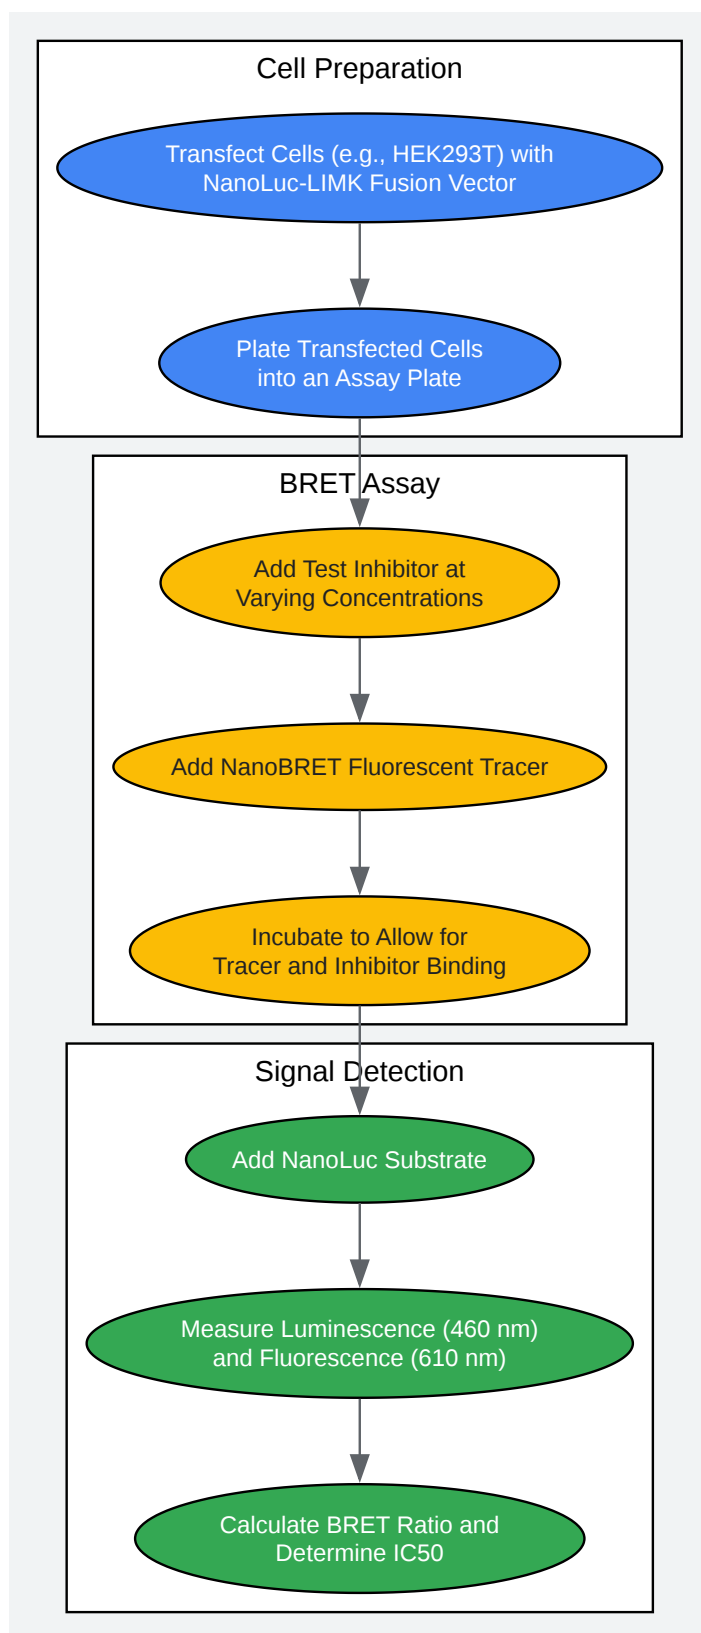 Cell Preparation
Transfect Cells (e.g., HEK293T) with
NanoLuc-LIMK Fusion Vector
Plate Transfected Cells
into an Assay Plate
BRET Assay
Add Test Inhibitor at
Varying Concentrations
Add NanoBRET Fluorescent Tracer
Incubate to Allow for
Tracer and Inhibitor Binding
Signal Detection
Add NanoLuc Substrate
Measure Luminescence (460 nm)
and Fluorescence (610 nm)
Calculate BRET Ratio and
Determine IC50